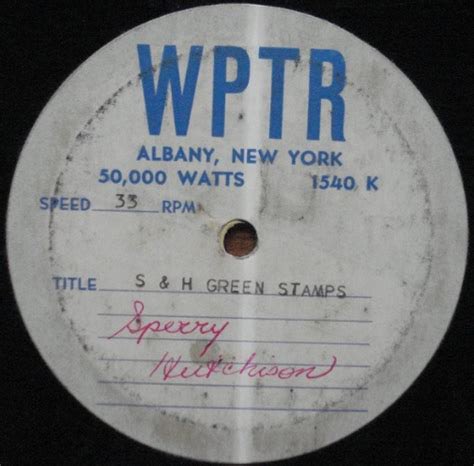 WPTR
ALBANY, NEW YORK
50,000 WATTS 1540 K
SPEED 33 RPM
TITLE S & H GREEN STAMPS
Sperry
Hutchison